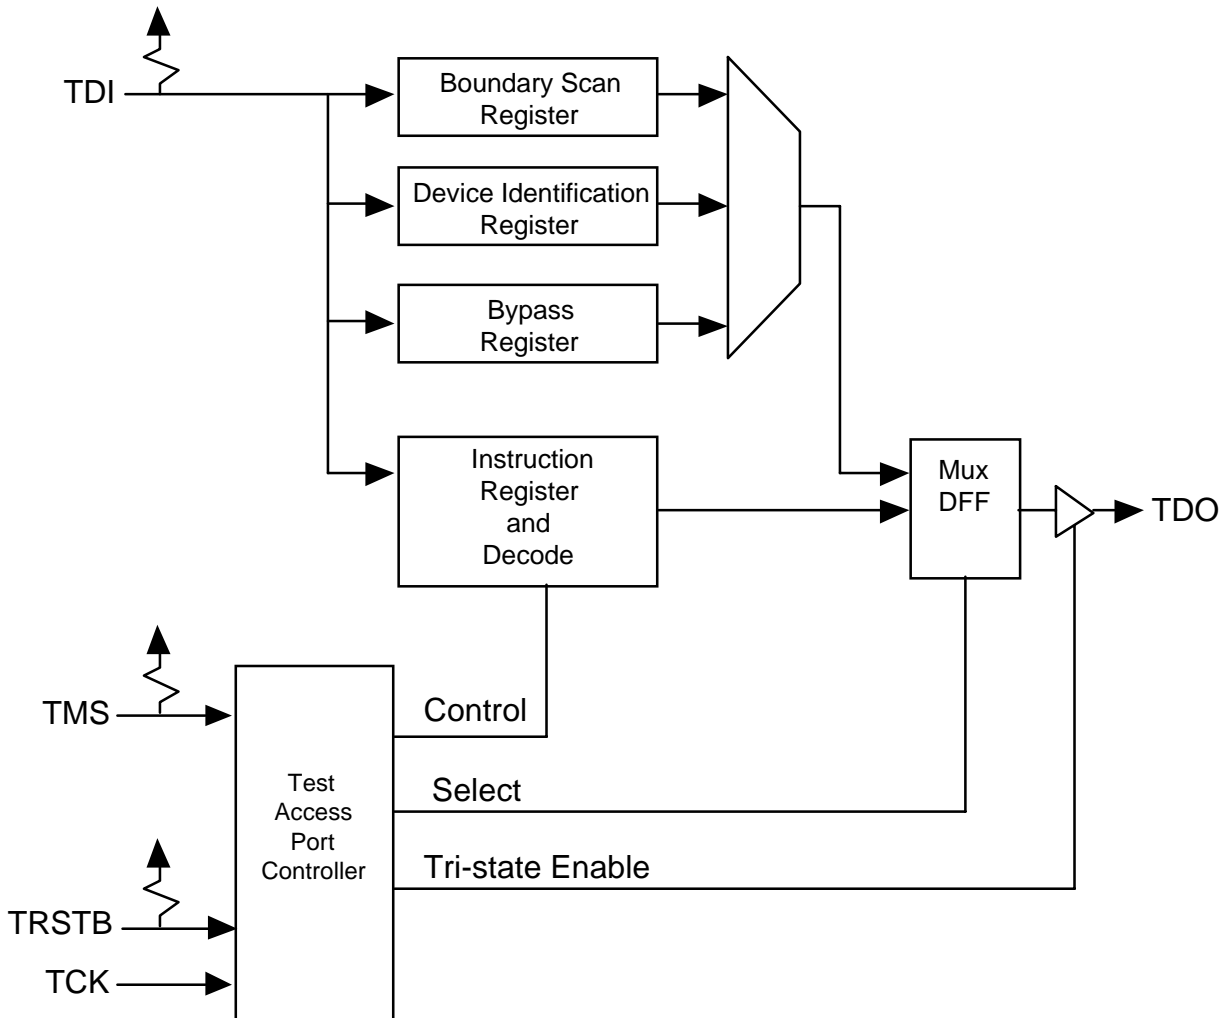 TDI
Boundary Scan
Register
Device Identification
Register
Bypass
Register
Instruction
Register
and
Decode
Mux
DFF
TDO
TMS
Control
Test
Access
Port
Controller
Select
Tri-state Enable
TRSTB
TCK